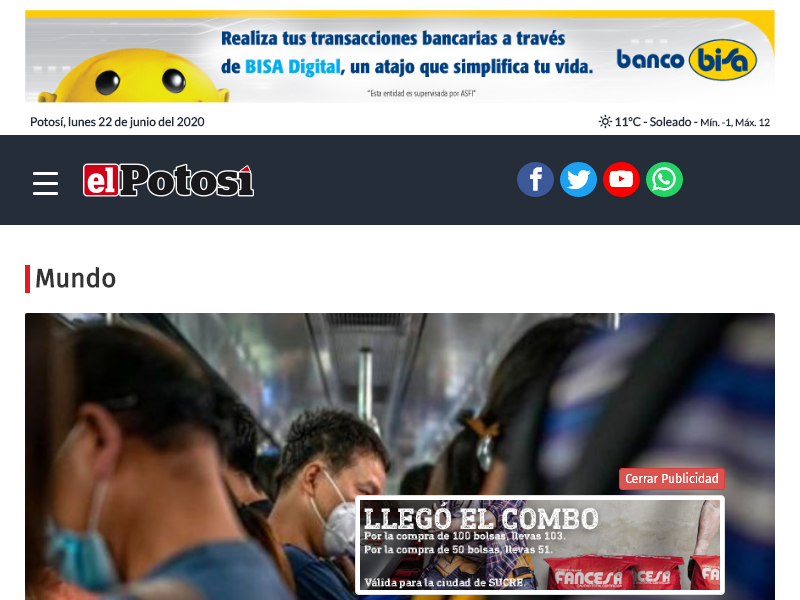 Realiza tus transacciones bancarias a través
de BISA Digital, un atajo que simplifica tu vida.
"Esta entidad es supervisada por ASFI"
banco bisa
Potosí, lunes 22 de junio del 2020
11°C - Soleado - Mín. -1, Máx. 12
el Potosí
Mundo
Cerrar Publicidad
LLEGÓ EL COMBO
Por la compra de 100 bolsas, llevas 103.
Por la compra de 50 bolsas, llevas 51.
Válida para la ciudad de SUCRE.
FANCESA
CESA
FA